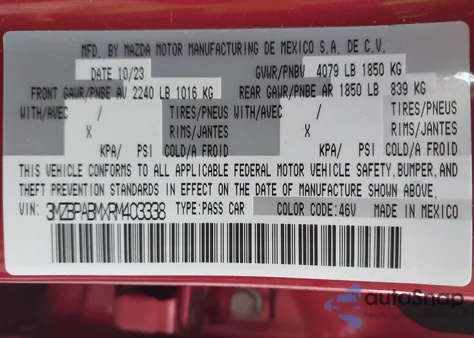 MFD. BY MAZDA MOTOR MANUFACTURING DE MEXICO S.A. DE C.V.
DATE 10/23 GVWR/PNBV 4079 LB 1850 KG
FRONT GAWR/PNBE AV 2240 LB 1016 KG REAR GAWR/PNBE AR 1850 LB 839 KG
WITH/AVEC / TIRES/PNEUS WITH/AVEC / TIRES/PNEUS
X RIMS/JANTES X RIMS/JANTES
KPA/ PSI COLD/A FROID KPA/ PSI COLD/A FROID
THIS VEHICLE CONFORMS TO ALL APPLICABLE FEDERAL MOTOR VEHICLE SAFETY,BUMPER,AND
THEFT PREVENTION STANDARDS IN EFFECT ON THE DATE OF MANUFACTURE SHOWN ABOVE.
VIN: 3MZBPABMXRM403338 TYPE:PASS CAR COLOR CODE:46V MADE IN MEXICO
autoSnap